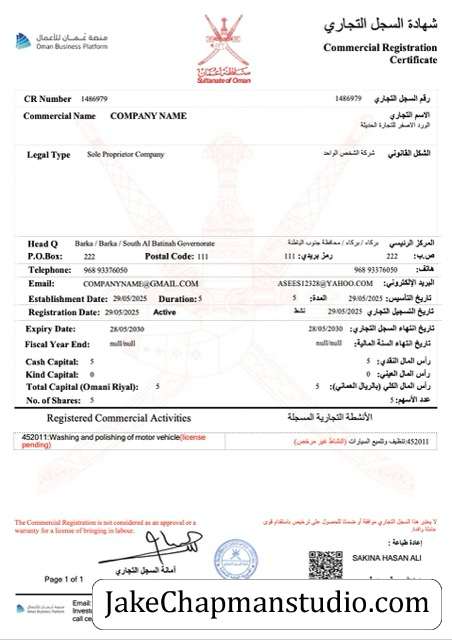 منصة عُمان للأعمال
Oman Business Platform
سلطنة عُمان
Sultanate of Oman
شهادة السجل التجاري
Commercial Registration
Certificate
CR Number 1486979 1486979 رقم السجل التجاري
Commercial Name COMPANY NAME الاسم التجاري
الورد الاصفر للتجارة الحديثة
Legal Type Sole Proprietor Company شركة الشخص الواحد الشكل القانوني
Head Q Barka / Barka / South Al Batinah Governorate بركاء / بركاء / محافظة جنوب الباطنة المركز الرئيسي
P.O.Box: 222 Postal Code: 111 111 رمز بريدي: 222 ص.ب:
Telephone: 968 93376050 968 93376050 هاتف:
Email: COMPANYNAME@GMAIL.COM ASEES12328@YAHOO.COM البريد الإلكتروني:
Establishment Date: 29/05/2025 Duration: 5 5 المدة: 29/05/2025 تاريخ التأسيس:
Registration Date: 29/05/2025 Active نشط 29/05/2025 تاريخ التسجيل التجاري
Expiry Date: 28/05/2030 28/05/2030 تاريخ انتهاء السجل التجاري:
Fiscal Year End: null/null null/null تاريخ انتهاء السنة المالية:
Cash Capital: 5 5 رأس المال النقدي:
Kind Capital: 0 0 رأس المال العيني:
Total Capital (Omani Riyal): 5 5 رأس المال الكلي (بالريال العماني):
No. of Shares: 5 5 عدد الأسهم:
Registered Commercial Activities الأنشطة التجارية المسجلة
452011:Washing and polishing of motor vehicle(license
pending)
452011:تنظيف وتلميع السيارات (النشاط غير مرخص)
The Commercial Registration is not considered as an approval or a
warranty for a license of bringing in labour.
لا يعتبر هذا السجل التجاري موافقة أو ضمانا للحصول على ترخيص باستقدام قوى
عاملة وافدة
إعادة طباعة :
SAKINA HASAN ALI
أمانة السجل التجاري
Page 1 of 1
منصة عُمان للأعمال
Oman Business Platform
Email:
Investo
call ce
JakeChapmanstudio.com